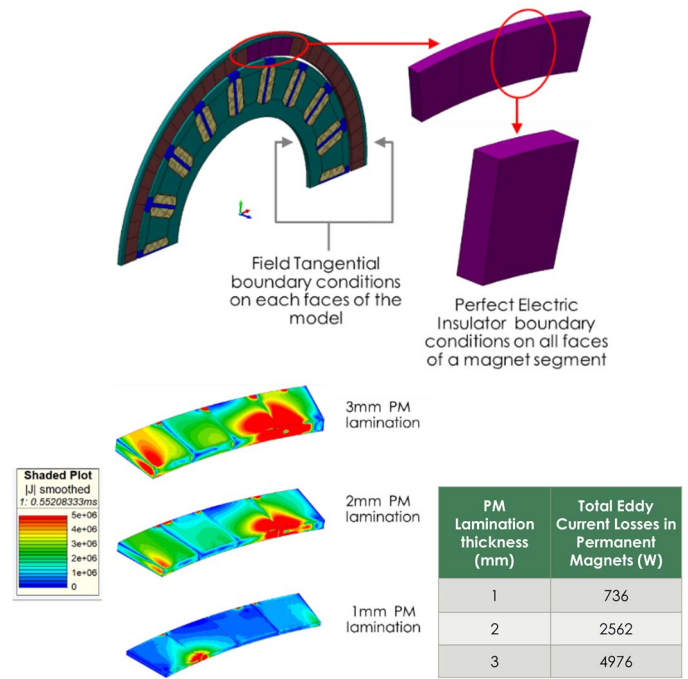 Field Tangential
boundary conditions
on each faces of the
model
Perfect Electric
Insulator boundary
conditions on all faces
of a magnet segment
3mm PM
lamination
2mm PM
lamination
1mm PM
lamination
Shaded Plot
|J| smoothed
1: 0.55208333ms
5e+06
4e+06
3e+06
2e+06
1e+06
0
PM
Lamination
thickness
(mm)
Total Eddy
Current Losses in
Permanent
Magnets (W)
1 736
2 2562
3 4976